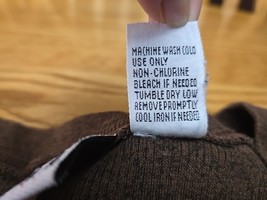 MACHINE WASH COLD
USE ONLY
NON-CHLORINE
BLEACH IF NEEDED
TUMBLE DRY LOW
REMOVE PROMPTLY
COOL IRON IF NEEDED